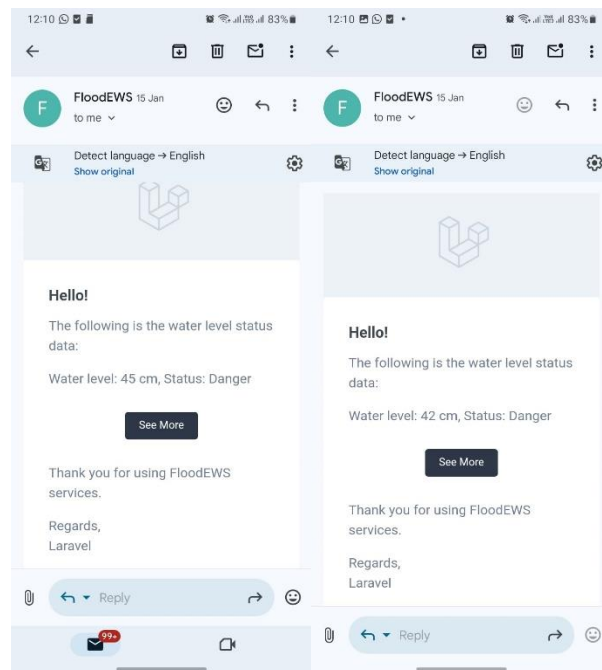 12:10
83%
FloodEWS 15 Jan
to me
F
Detect language → English
Show original
Hello!
The following is the water level status
data:
Water level: 45 cm, Status: Danger
See More
Thank you for using FloodEWS
services.
Regards,
Laravel
Reply
99+
12:10
83%
FloodEWS 15 Jan
to me
F
Detect language → English
Show original
Hello!
The following is the water level status
data:
Water level: 42 cm, Status: Danger
See More
Thank you for using FloodEWS
services.
Regards,
Laravel
Reply